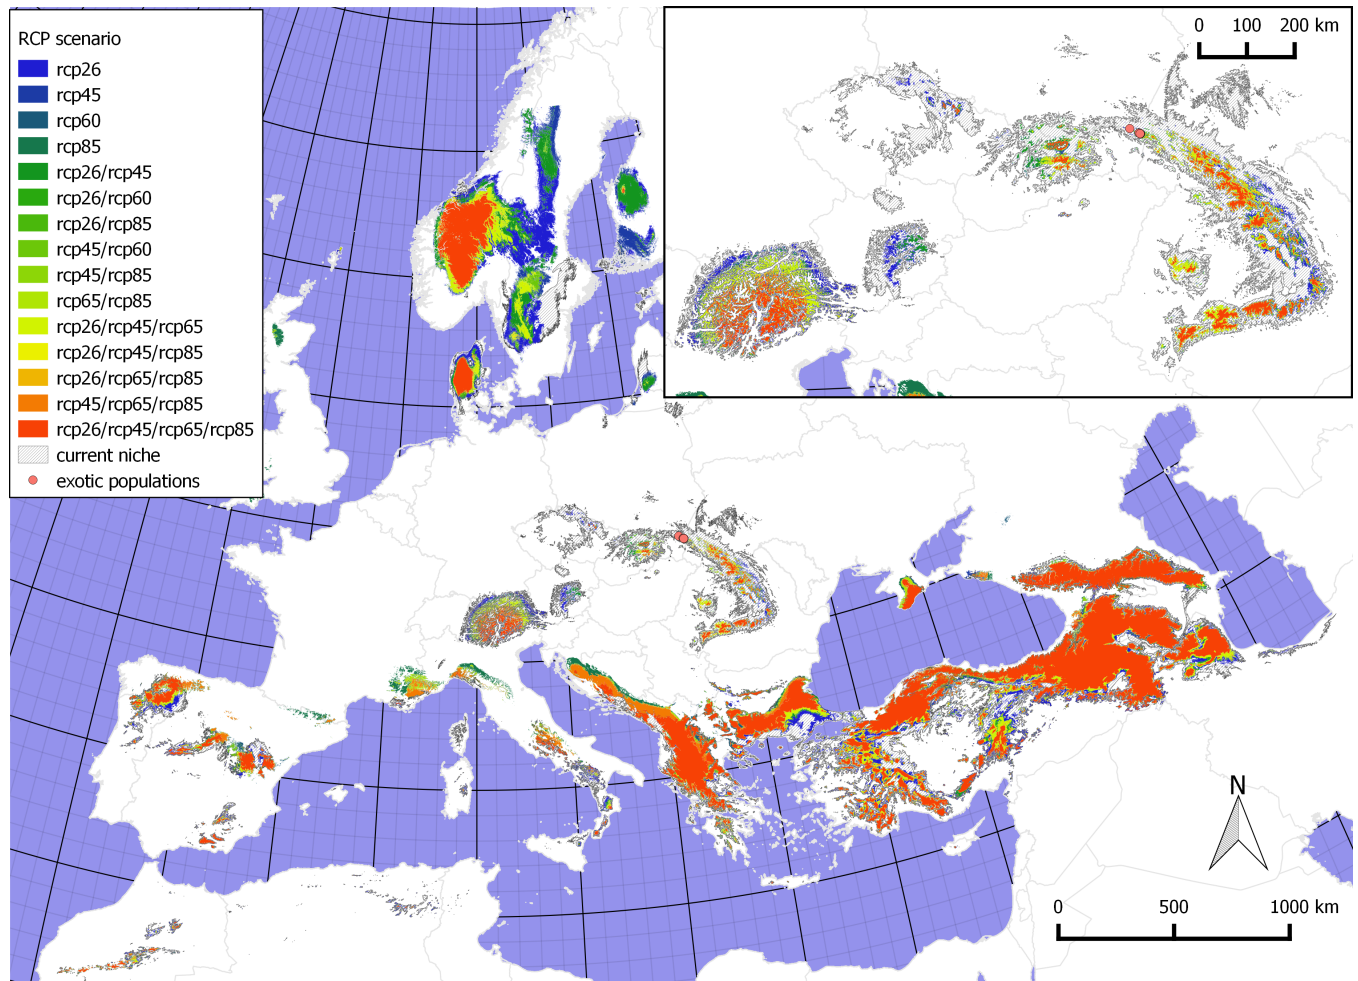 RCP scenario
rcp26
rcp45
rcp60
rcp85
rcp26/rcp45
rcp26/rcp60
rcp26/rcp85
rcp45/rcp60
rcp45/rcp85
rcp65/rcp85
rcp26/rcp45/rcp65
rcp26/rcp45/rcp85
rcp26/rcp65/rcp85
rcp45/rcp65/rcp85
rcp26/rcp45/rcp65/rcp85
current niche
exotic populations
0 100 200 km
N
0 500 1000 km